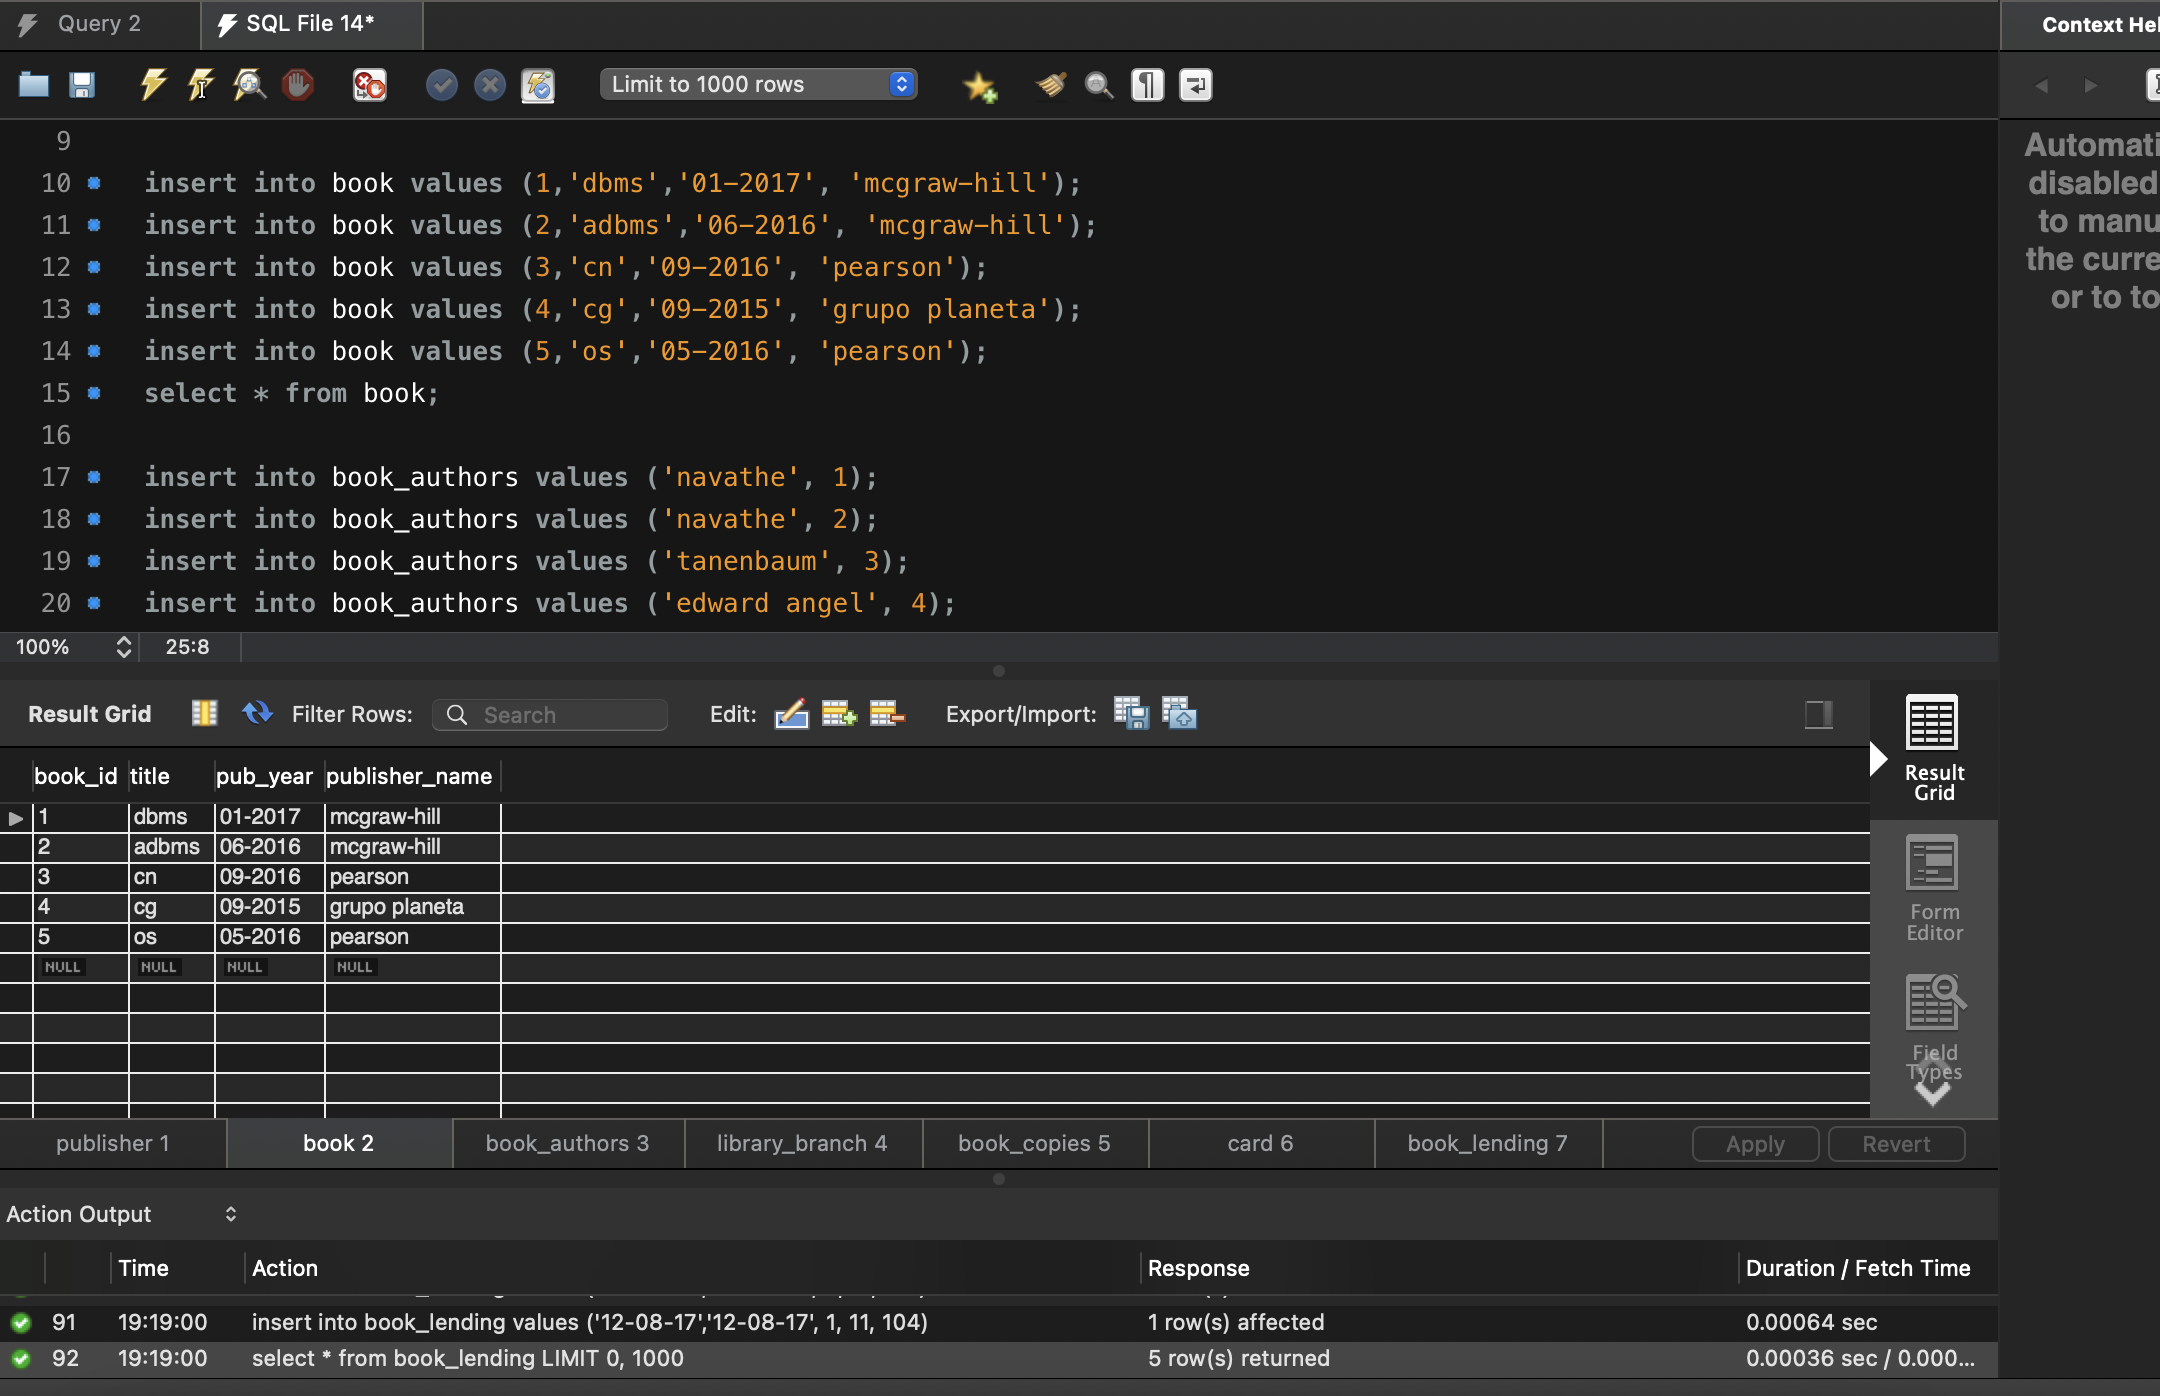 Query 2
SQL File 14*
Context Hel
Limit to 1000 rows
Automati
disabled
to manu
the curre
or to to
9
10 insert into book values (1,'dbms','01-2017', 'mcgraw-hill');
11 insert into book values (2,'adbms','06-2016', 'mcgraw-hill');
12 insert into book values (3,'cn','09-2016', 'pearson');
13 insert into book values (4,'cg','09-2015', 'grupo planeta');
14 insert into book values (5,'os','05-2016', 'pearson');
15 select * from book;
16
17 insert into book_authors values ('navathe', 1);
18 insert into book_authors values ('navathe', 2);
19 insert into book_authors values ('tanenbaum', 3);
20 insert into book_authors values ('edward angel', 4);
100% 25:8
Result Grid Filter Rows: Search Edit: Export/Import:
book_id title pub_year publisher_name
1 dbms 01-2017 mcgraw-hill
2 adbms 06-2016 mcgraw-hill
3 cn 09-2016 pearson
4 cg 09-2015 grupo planeta
5 os 05-2016 pearson
NULL NULL NULL NULL
Result
Grid
Form
Editor
Field
Types
publisher 1 book 2 book_authors 3 library_branch 4 book_copies 5 card 6 book_lending 7 Apply Revert
Action Output
Time Action Response Duration / Fetch Time
91 19:19:00 insert into book_lending values ('12-08-17','12-08-17', 1, 11, 104) 1 row(s) affected 0.00064 sec
92 19:19:00 select * from book_lending LIMIT 0, 1000 5 row(s) returned 0.00036 sec / 0.000...